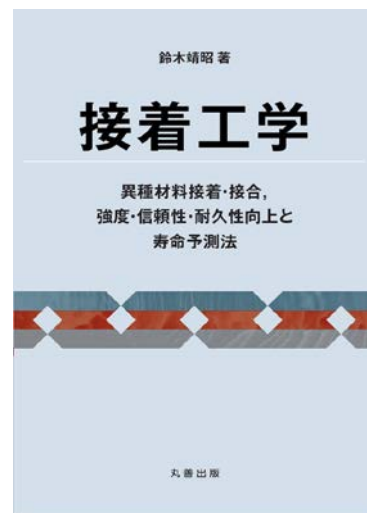 鈴木靖昭 著
接着工学
異種材料接着・接合,
強度・信頼性・耐久性向上と
寿命予測法
丸善出版